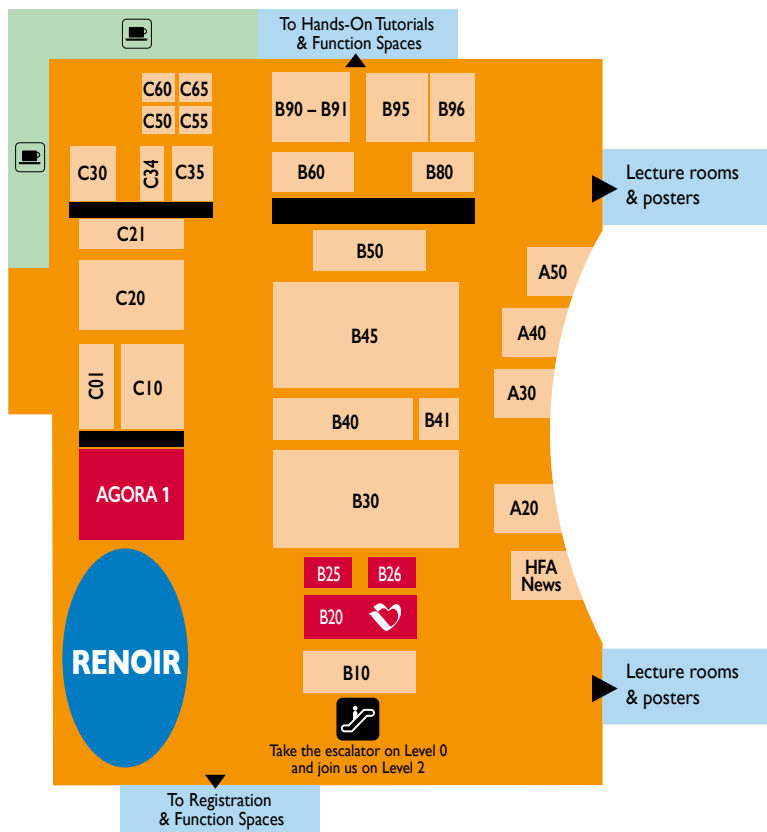 To Hands-On Tutorials
& Function Spaces
C60 C65
C50 C55
B90 – B91
B95
B96
C30
C34
C35
B60
B80
Lecture rooms
& posters
C21
B50
A50
C20
B45
A40
C01
C10
A30
B40
B41
AGORA 1
B30
A20
HFA
News
B25
B26
B20
RENOIR
B10
Lecture rooms
& posters
Take the escalator on Level 0
and join us on Level 2
To Registration
& Function Spaces